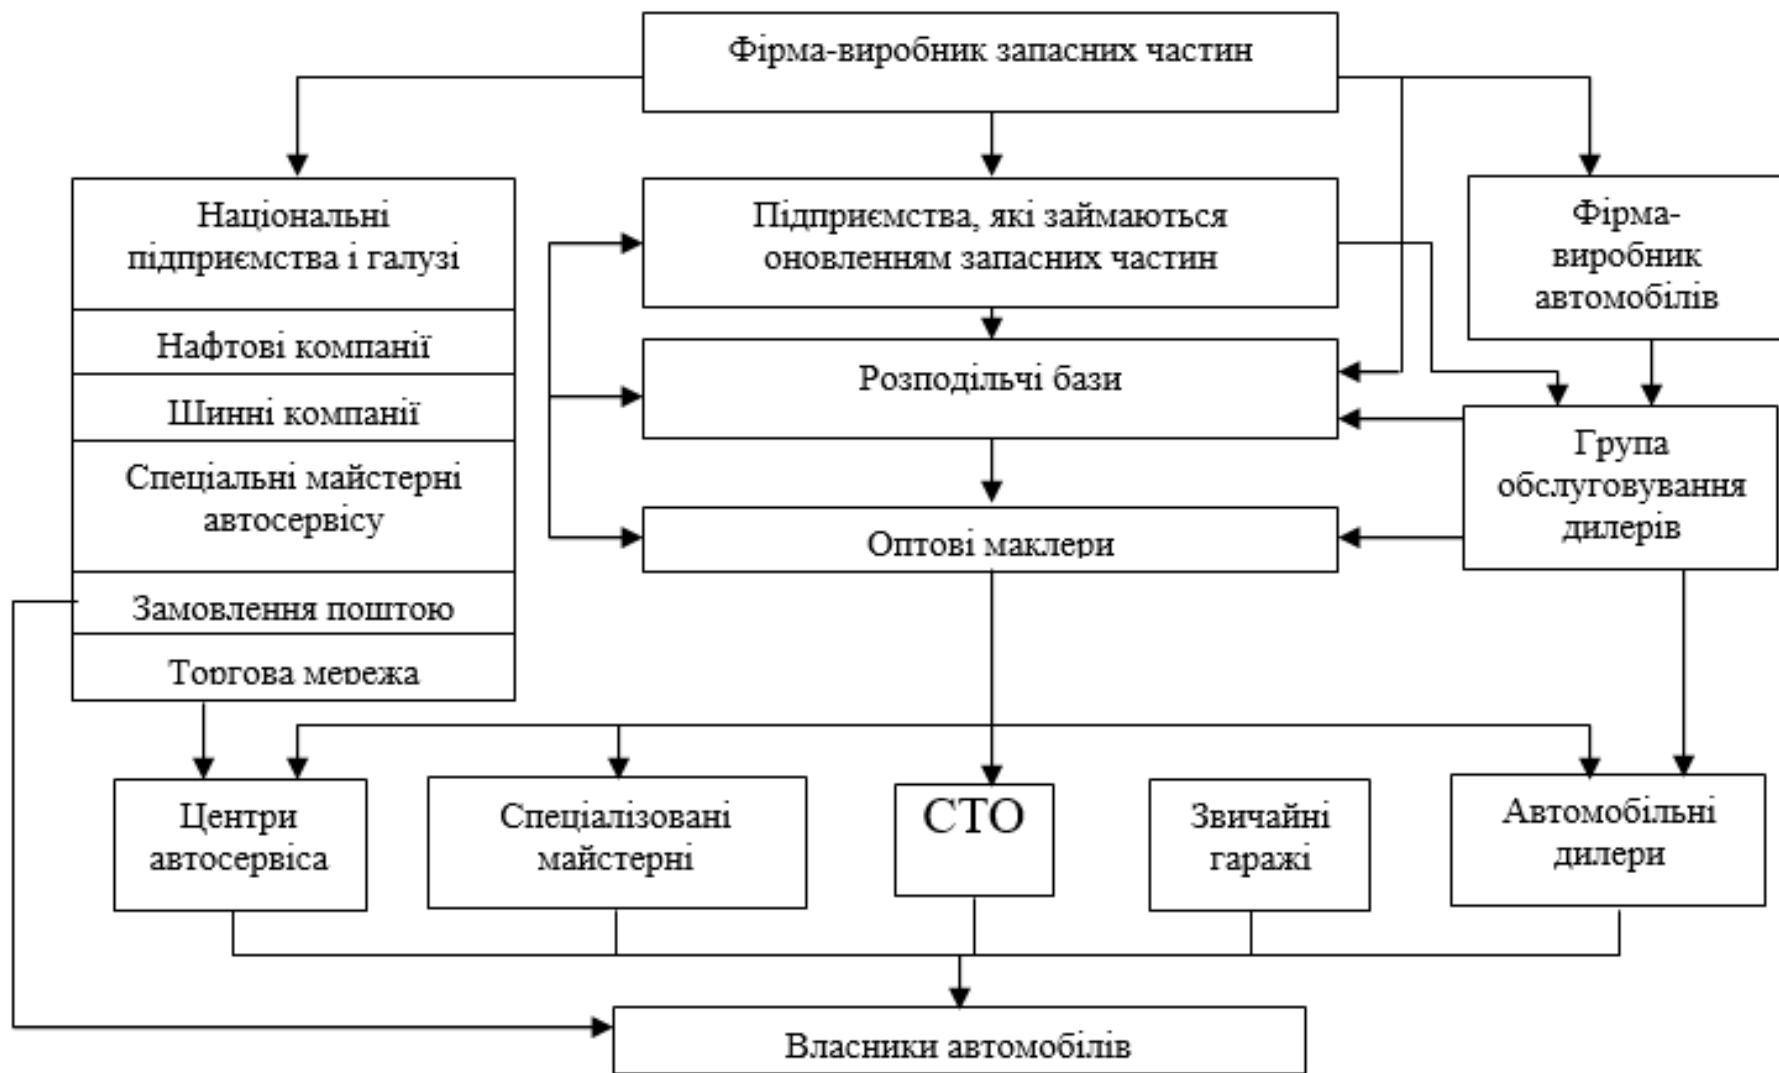 Фірма-виробник запасних частин
Національні
підприємства і галузі
Нафтові компанії
Шинні компанії
Спеціальні майстерні
автосервісу
Замовлення поштою
Торгова мережа
Підприємства, які займаються
оновленням запасних частин
Розподільчі бази
Оптові маклери
Фірма-
виробник
автомобілів
Група
обслуговування
дилерів
Центри
автосервіса
Спеціалізовані
майстерні
СТО
Звичайні
гаражі
Автомобільні
дилери
Власники автомобілів